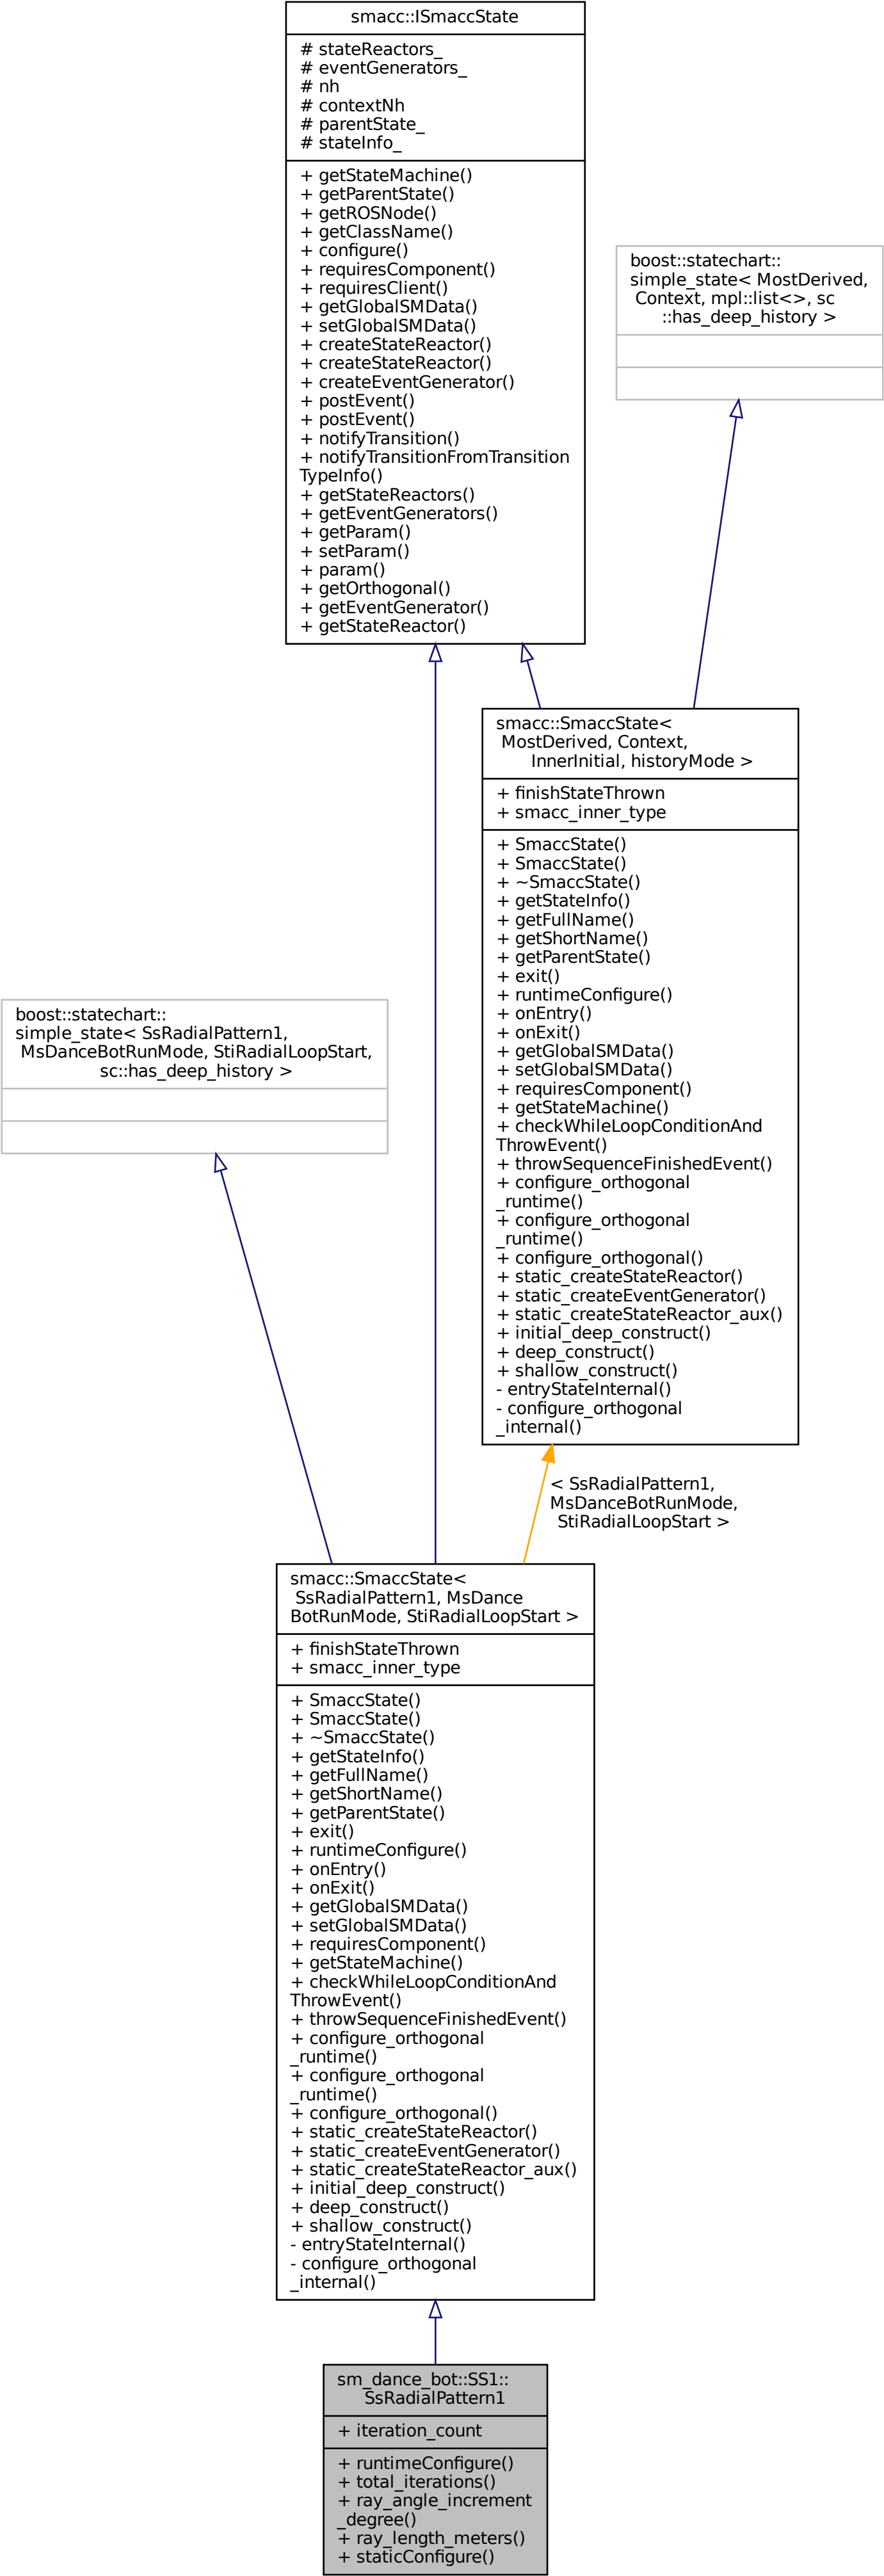 smacc::ISmaccState
# stateReactors_
# eventGenerators_
# nh
# contextNh
# parentState_
# stateInfo_
+ getStateMachine()
+ getParentState()
+ getROSNode()
+ getClassName()
+ configure()
+ requiresComponent()
+ requiresClient()
+ getGlobalSMData()
+ setGlobalSMData()
+ createStateReactor()
+ createStateReactor()
+ createEventGenerator()
+ postEvent()
+ postEvent()
+ notifyTransition()
+ notifyTransitionFromTransition
TypeInfo()
+ getStateReactors()
+ getEventGenerators()
+ getParam()
+ setParam()
+ param()
+ getOrthogonal()
+ getEventGenerator()
+ getStateReactor()
boost::statechart::
simple_state< MostDerived,
Context, mpl::list<>, sc
::has_deep_history >
smacc::SmaccState<
MostDerived, Context,
InnerInitial, historyMode >
+ finishStateThrown
+ smacc_inner_type
+ SmaccState()
+ SmaccState()
+ ~SmaccState()
+ getStateInfo()
+ getFullName()
+ getShortName()
+ getParentState()
+ exit()
+ runtimeConfigure()
+ onEntry()
+ onExit()
+ getGlobalSMData()
+ setGlobalSMData()
+ requiresComponent()
+ getStateMachine()
+ checkWhileLoopConditionAnd
ThrowEvent()
+ throwSequenceFinishedEvent()
+ configure_orthogonal
_runtime()
+ configure_orthogonal
_runtime()
+ configure_orthogonal()
+ static_createStateReactor()
+ static_createEventGenerator()
+ static_createStateReactor_aux()
+ initial_deep_construct()
+ deep_construct()
+ shallow_construct()
- entryStateInternal()
- configure_orthogonal
_internal()
boost::statechart::
simple_state< SsRadialPattern1,
MsDanceBotRunMode, StiRadialLoopStart,
sc::has_deep_history >
< SsRadialPattern1,
MsDanceBotRunMode,
StiRadialLoopStart >
smacc::SmaccState<
SsRadialPattern1, MsDance
BotRunMode, StiRadialLoopStart >
+ finishStateThrown
+ smacc_inner_type
+ SmaccState()
+ SmaccState()
+ ~SmaccState()
+ getStateInfo()
+ getFullName()
+ getShortName()
+ getParentState()
+ exit()
+ runtimeConfigure()
+ onEntry()
+ onExit()
+ getGlobalSMData()
+ setGlobalSMData()
+ requiresComponent()
+ getStateMachine()
+ checkWhileLoopConditionAnd
ThrowEvent()
+ throwSequenceFinishedEvent()
+ configure_orthogonal
_runtime()
+ configure_orthogonal
_runtime()
+ configure_orthogonal()
+ static_createStateReactor()
+ static_createEventGenerator()
+ static_createStateReactor_aux()
+ initial_deep_construct()
+ deep_construct()
+ shallow_construct()
- entryStateInternal()
- configure_orthogonal
_internal()
sm_dance_bot::SS1::
SsRadialPattern1
+ iteration_count
+ runtimeConfigure()
+ total_iterations()
+ ray_angle_increment
_degree()
+ ray_length_meters()
+ staticConfigure()